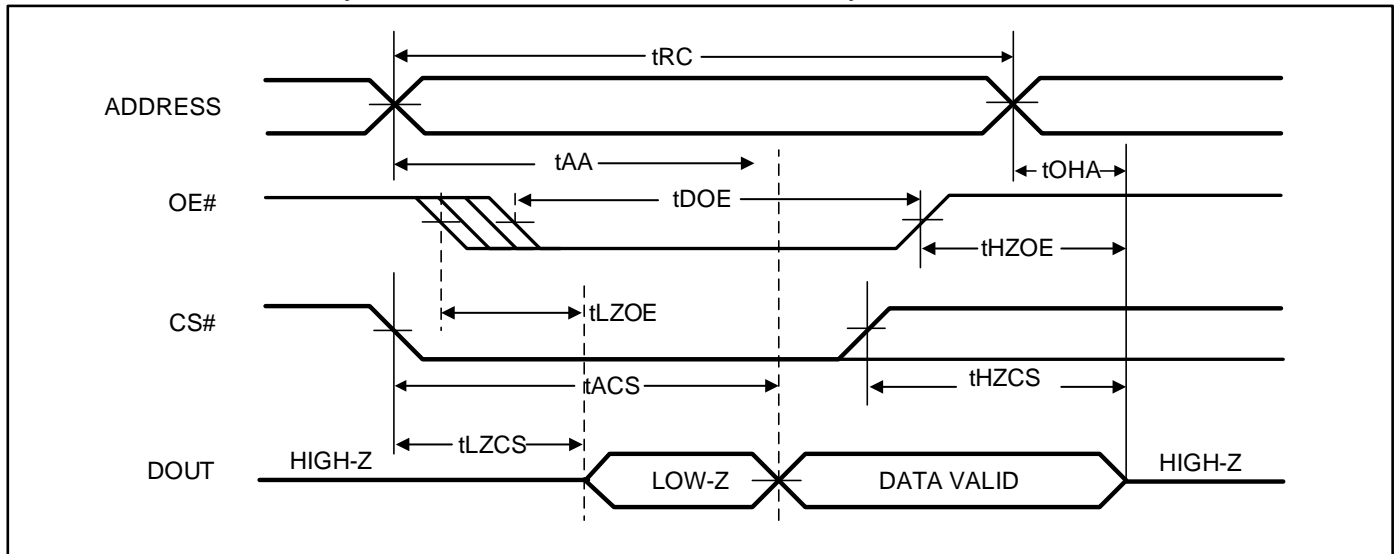 tRC
ADDRESS
tAA
tOHA
OE#
tDOE
tHZOE
CS#
tLZOE
tACS
tHZCS
tLZCS
DOUT
HIGH-Z
LOW-Z
DATA VALID
HIGH-Z